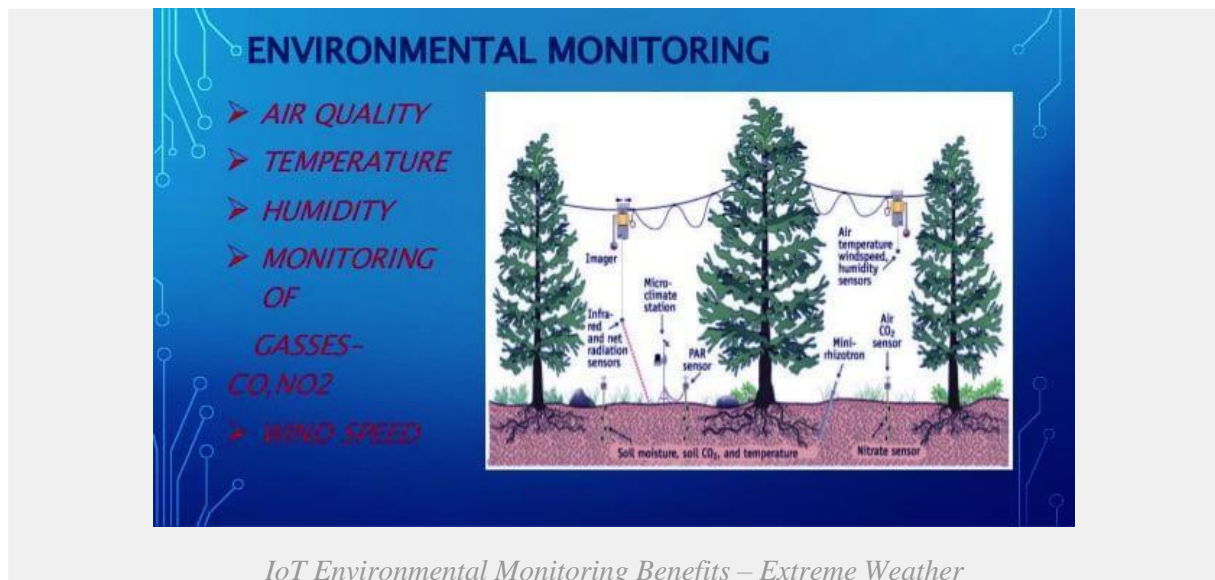 ENVIRONMENTAL MONITORING
➢ AIR QUALITY
➢ TEMPERATURE
➢ HUMIDITY
➢ MONITORING
OF
GASSES-
CO,NO2
➢ WIND SPEED
Imager
Infra-
red
and net
radiation
sensors
Micro-
climate
station
PAR
sensor
Air
temperature
windspeed,
humidity
sensors
Mini-
rhizotron
Air
CO₂
sensor
Soil moisture, soil CO₂, and temperature
Nitrate sensor
IoT Environmental Monitoring Benefits – Extreme Weather